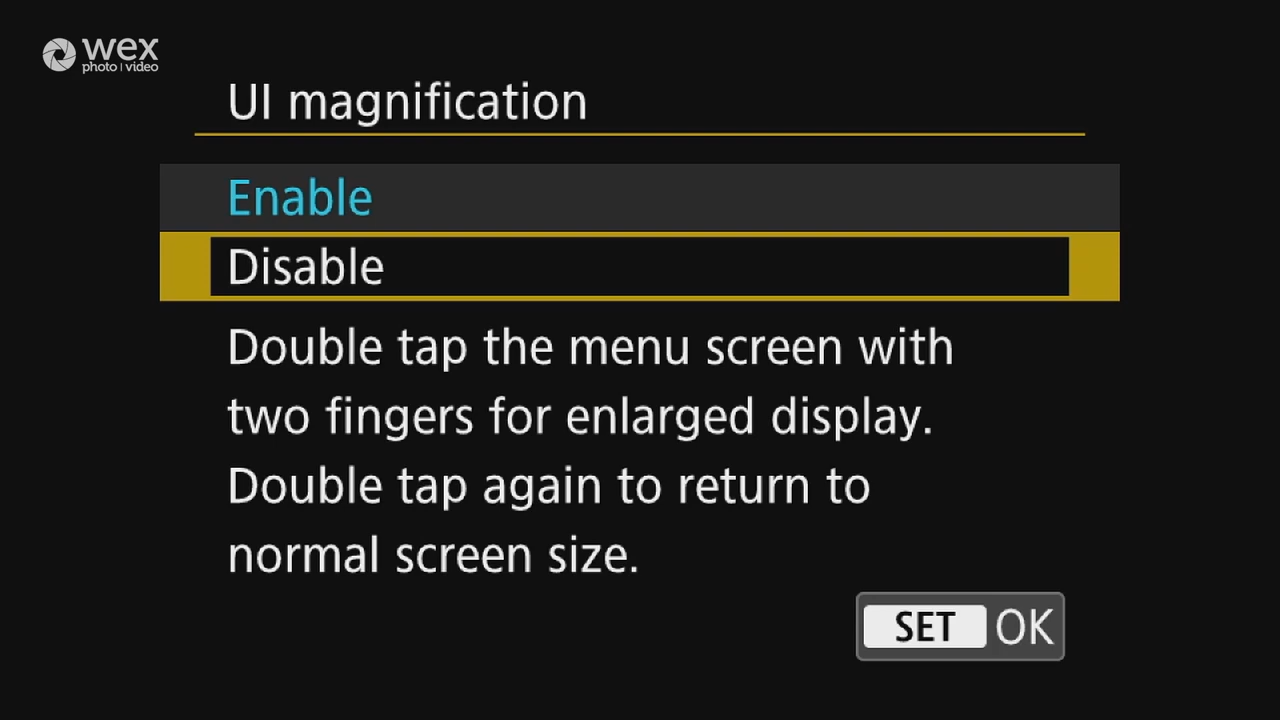 wex
photo | video
UI magnification
Enable
Disable
Double tap the menu screen with
two fingers for enlarged display.
Double tap again to return to
normal screen size.
SET OK